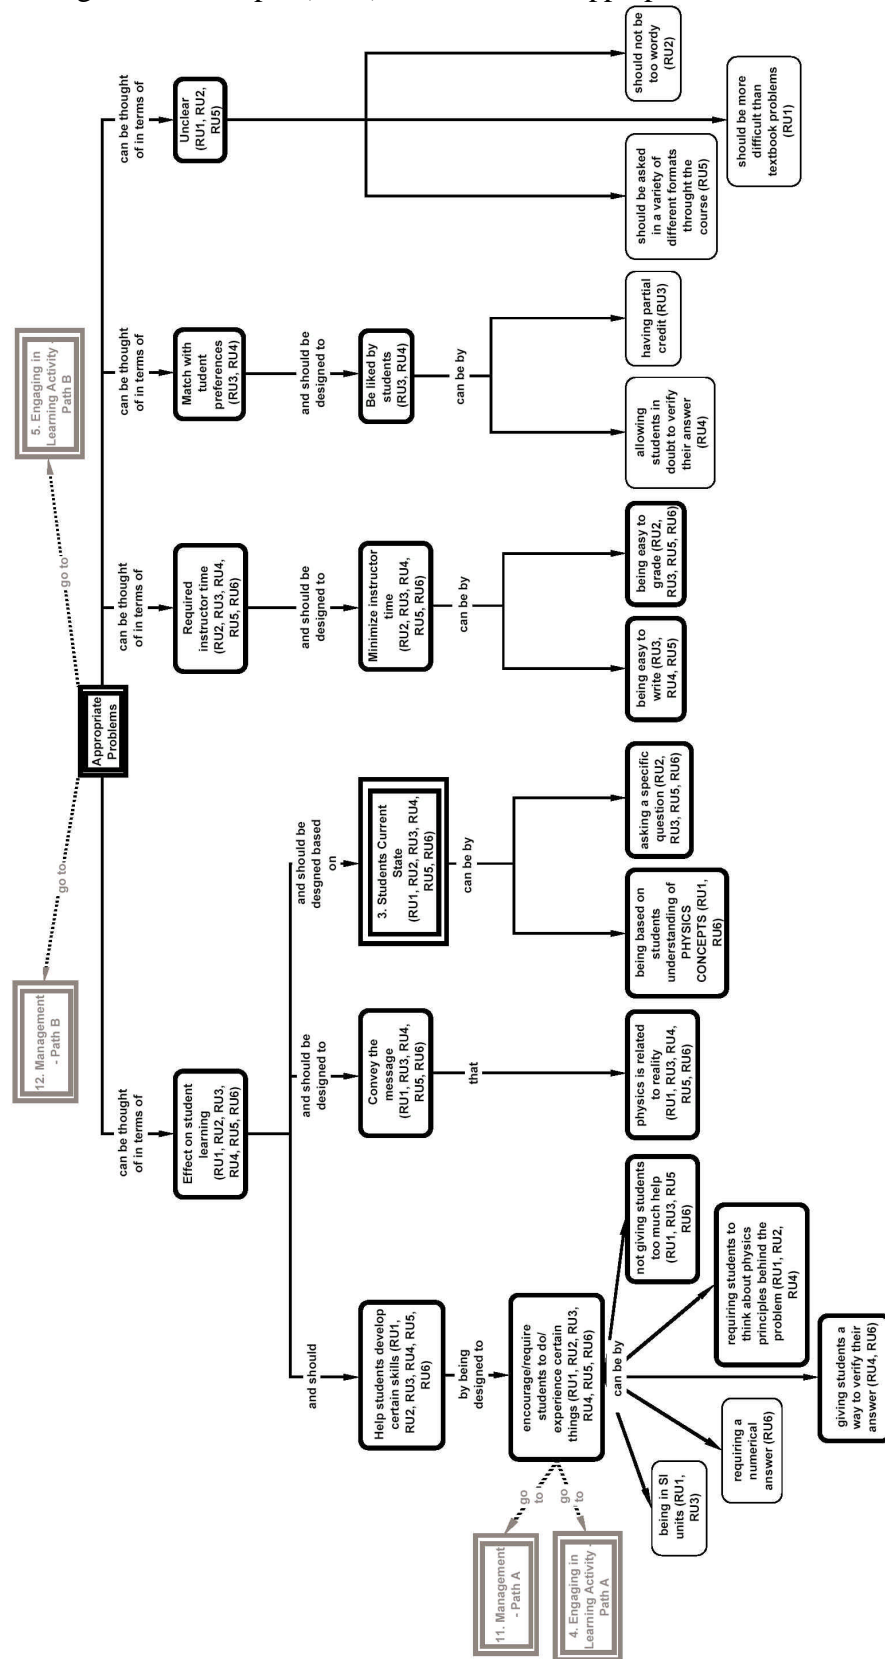 12. Management
- Path B
go to
Appropriate
Problems
go to
5. Engaging in
Learning Activity -
Path B
can be thought
of in terms of
can be thought
of in terms of
can be thought
of in terms of
can be thought
of in terms of
Effect on student
learning
(RU1, RU2, RU3,
RU4, RU5, RU6)
Required
instructor time
(RU2, RU3, RU4,
RU5, RU6)
Match with
tudent
preferences
(RU3, RU4)
Unclear
(RU1, RU2,
RU5)
and should
and should be
designed to
and should be
desgned based
on
and should be
designed to
and should be
designed to
Help students develop
certain skills (RU1,
RU2, RU3, RU4, RU5,
RU6)
Convey the
message
(RU1, RU3, RU4,
RU5, RU6)
3. Students Current
State
(RU1, RU2, RU3, RU4,
RU5, RU6)
Minimize instructor
time
(RU2, RU3, RU4,
RU5, RU6)
Be liked by
students
(RU3, RU4)
by being
designed to
that
can be by
can be by
can be by
11. Management
- Path A
go
to
4. Engaging in
Learning Activity -
Path A
go
to
encourage/require
students to do/
experience certain
things (RU1, RU2, RU3,
RU4, RU5, RU6)
can be by
being in SI
units (RU1,
RU3)
requiring a
numerical
answer (RU6)
giving students a
way to verify their
answer (RU4, RU6)
requiring students to
think about physics
principles behind the
problem (RU1, RU2,
RU4)
not giving students
too much help
(RU1, RU3, RU5
RU6)
physics is related
to reality
(RU1, RU3, RU4,
RU5, RU6)
being based on
students
understanding of
PHYSICS
CONCEPTS (RU1,
RU6)
asking a specific
question (RU2,
RU3, RU5, RU6)
being easy to
write (RU3,
RU4, RU5)
being easy to
grade (RU2,
RU3, RU5, RU6)
allowing
students in
doubt to verify
their answer
(RU4)
having partial
credit (RU3)
should be asked
in a variety of
different formats
throught the
course (RU5)
should be more
difficult than
textbook problems
(RU1)
should not be
too wordy
(RU2)